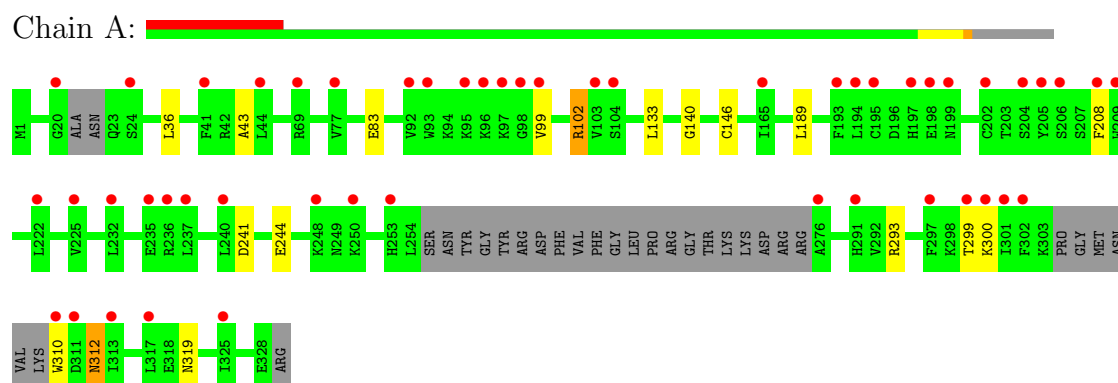 Chain A:
M1 G20 ALA ASN Q23 S24 L36 F41 R42 A43 L44 R69 V77 E83 V92 W93 K94 K95 K96 K97 G98 V99 R102 V103 S104 L133 G140 C146 I165 L189 F193 L194 C195 D196 H197 E198 N199 C202 T203 S204 Y205 S206 S207 F208
L222 V225 L232 E235 R236 L237 L240 D241 E244 K248 N249 K250 H253 L254 SER ASN TYR GLY TYR ARG ASP PHE VAL PHE GLY LEU PRO ARG GLY THR LYS LYS ASP ARG ARG A276 H291 V292 R293 F297 K298 T299 K300 I301 F302 K303 PRO GLY MET ASN
VAL LYS W310 D311 N312 I313 L317 E318 N319 I325 E328 ARG